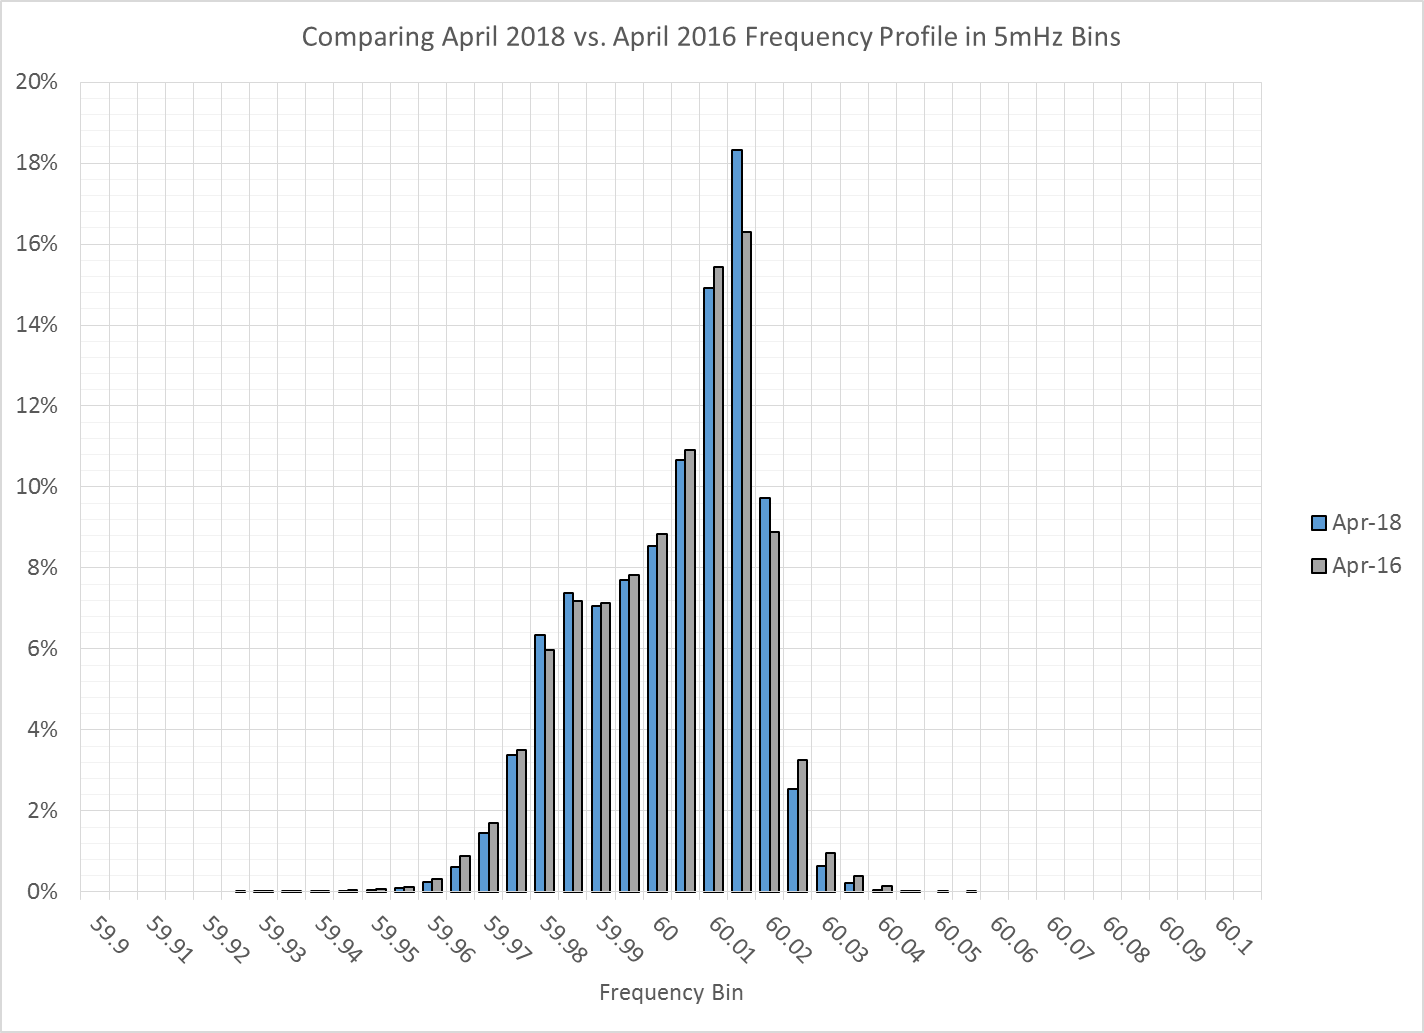 Comparing April 2018 vs. April 2016 Frequency Profile in 5mHz Bins
20%
18%
16%
14%
12%
10%
8%
6%
4%
2%
0%
59.9 59.91 59.92 59.93 59.94 59.95 59.96 59.97 59.98 59.99 60 60.01 60.02 60.03 60.04 60.05 60.06 60.07 60.08 60.09 60.1
Frequency Bin
Apr-18
Apr-16